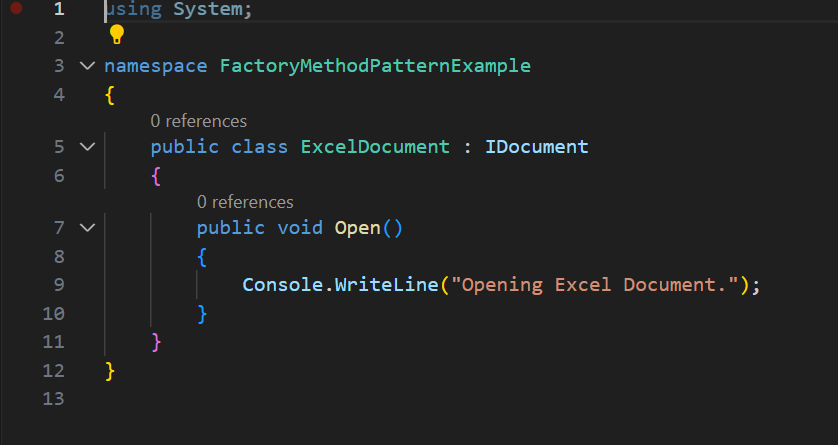 1 using System;
2
3 namespace FactoryMethodPatternExample
4 {
0 references
5 public class ExcelDocument : IDocument
6 {
0 references
7 public void Open()
8 {
9 Console.WriteLine("Opening Excel Document.");
10 }
11 }
12 }
13